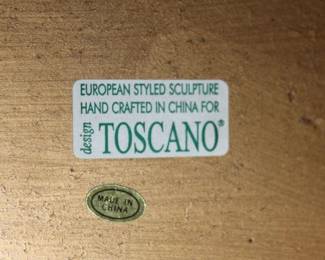 EUROPEAN STYLED SCULPTURE
HAND CRAFTED IN CHINA FOR
design TOSCANO®
MADE IN
CHINA